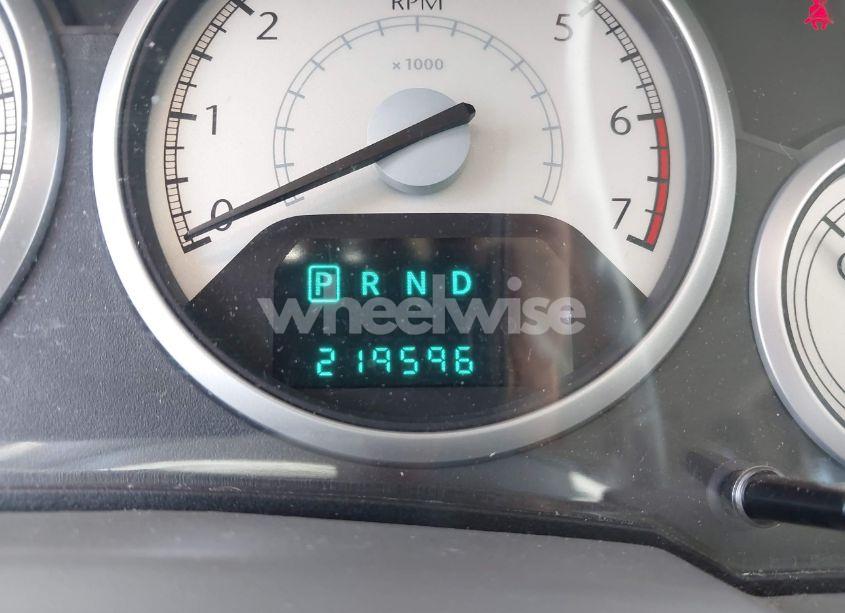 RPM
2 5
× 1000
1 6
0 7
P R N D
wheelwise
219596